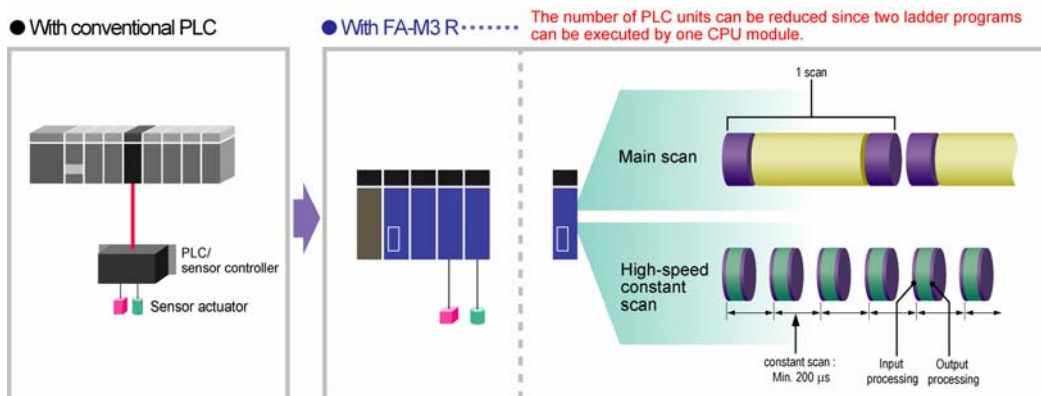 With conventional PLC
With FA-M3 R
The number of PLC units can be reduced since two ladder programs
can be executed by one CPU module.
PLC/
sensor controller
Sensor actuator
1 scan
Main scan
High-speed
constant
scan
constant scan :
Min. 200 µs
Input
processing
Output
processing